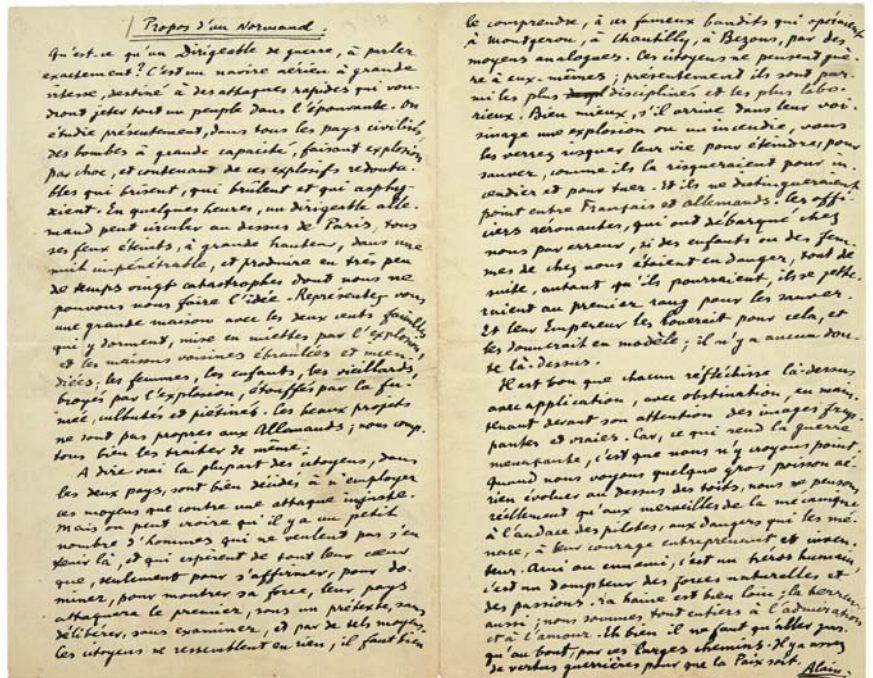 Propos d'un Normand.
Qu'est-ce qu'un Dirigeable de guerre, à parler
exactement? C'est un navire aérien à grande
vitesse, destiné à des attaques rapides qui vou-
dront jeter tout un peuple dans l'épouvante. On
étudie présentement, dans tous les pays civilisés,
des bombes à grande capacité, faisant explosion
par choc, et contenant de ces explosifs redouta-
bles qui brisent, qui brûlent et qui asphy-
xient. En quelques heures, un dirigeable alle-
mand peut circuler au dessus de Paris, tous
ses feux éteints, à grande hauteur, dans une
nuit impénétrable, et produire en très peu
de temps vingt catastrophes dont nous ne
pouvons nous faire l'idée. Représentez-vous
une grande maison avec les deux cents familles
qui y dorment, mise en miettes par l'explosion,
et les maisons voisines ébranlées et incen-
diées; les femmes, les enfants, les vieillards,
broyés par l'explosion, étouffés par la fu-
mée, culbutés et piétinés. Ces beaux projets
ne sont pas propres aux Allemands; nous comp-
tons bien les traiter de même.
A dire vrai la plupart des citoyens, dans
les deux pays, sont bien décidés à n'employer
ces moyens que contre une attaque injuste.
Mais on peut croire qu'il y a un petit
nombre d'hommes qui ne veulent pas s'en
tenir là, et qui espèrent de tout leur cœur
que, seulement pour s'affirmer, pour do-
miner, pour montrer sa force, leur pays
attaquera le premier, sous un prétexte, sans
délibérer, sans examiner, et par de tels moyens.
Ces citoyens ne ressemblent en rien, il faut bien
le comprendre, à ces fameux bandits qui opéraient
à Montgeron, à Chantilly, à Bezons, par des
moyens analogues. Ces citoyens ne pensent guè-
re à eux-mêmes; présentement ils sont par-
mi les plus disciplinés et les plus labo-
rieux. Bien mieux, s'il arrive dans leur voi-
sinage une explosion ou un incendie, vous
les verrez risquer leur vie pour éteindre, pour
sauver, comme ils la risqueraient pour in-
cendier et pour tuer. Et ils ne distingueraient
point entre Français et allemands. Les offi-
ciers aéronautes, qui ont débarqué chez
nous par erreur, si des enfants ou des fem-
mes de chez nous étaient en danger, tout de
suite, autant qu'ils pourraient, ils se jette-
raient au premier rang pour les sauver.
Et leur Empereur les louerait pour cela, et
les donnerait en modèle; il n'y a aucun dou-
te là-dessus.
Il est bon que chacun réfléchisse là-dessus
avec application, avec obstination, en main-
tenant devant son attention des images frap-
pantes et vraies. Car, ce qui rend la guerre
menaçante, c'est que nous n'y croyons point.
Quand nous voyons quelque gros poisson aé-
rien évoluer au dessus des toits, nous ne pensons
réellement qu'aux merveilles de la mécanique
à l'audace des pilotes, aux dangers qui les me-
nace, à leur courage entreprenant et inven-
teur. Ami ou ennemi, c'est un héros humain,
c'est un dompteur des forces naturelles et
des passions. La haine est bien loin; la terreur
aussi; nous sommes tout entiers à l'admiration
et à l'amour. Eh bien il ne faut qu'aller jus-
qu'au bout, par ces larges chemins. Il y a assez
de vertus guerrières pour que la Paix soit.
Alain.